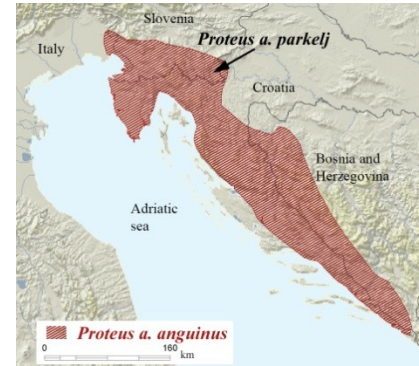 Slovenia
Italy
Proteus a. parkelj
Croatia
Bosnia and
Herzegovina
Adriatic
sea
Proteus a. anguinus
0 160
km